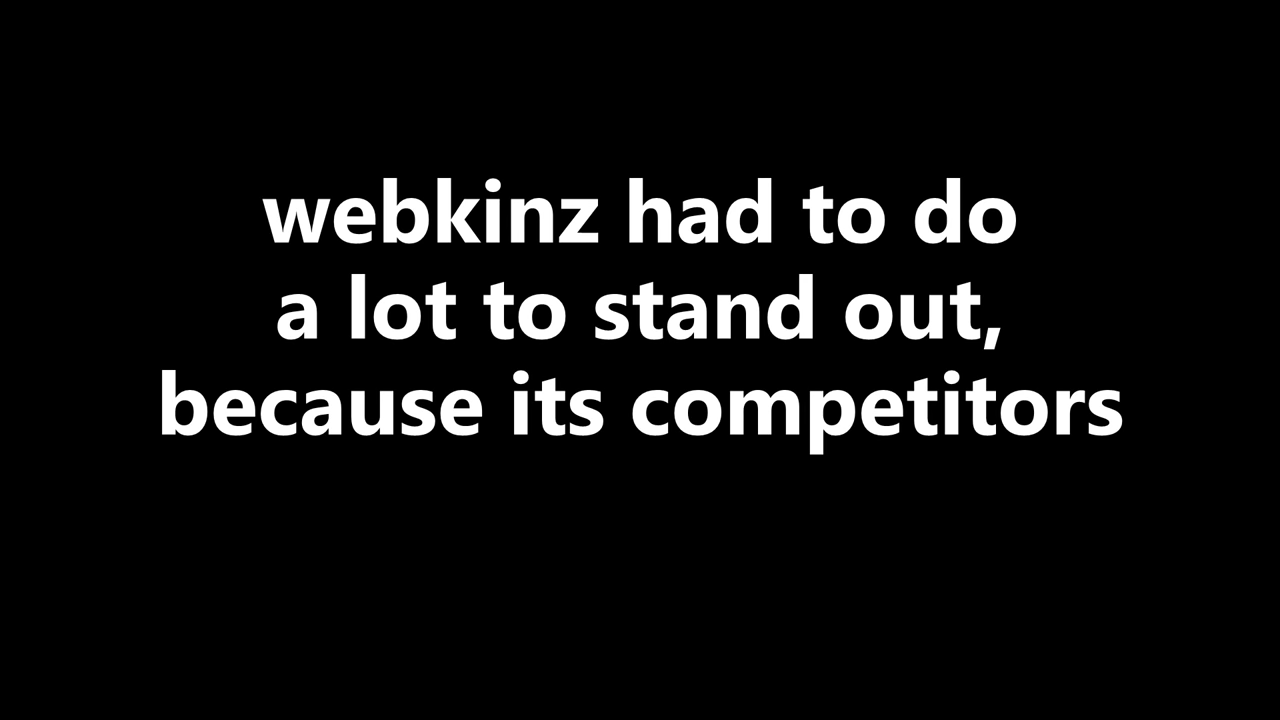 webkinz had to do
a lot to stand out,
because its competitors